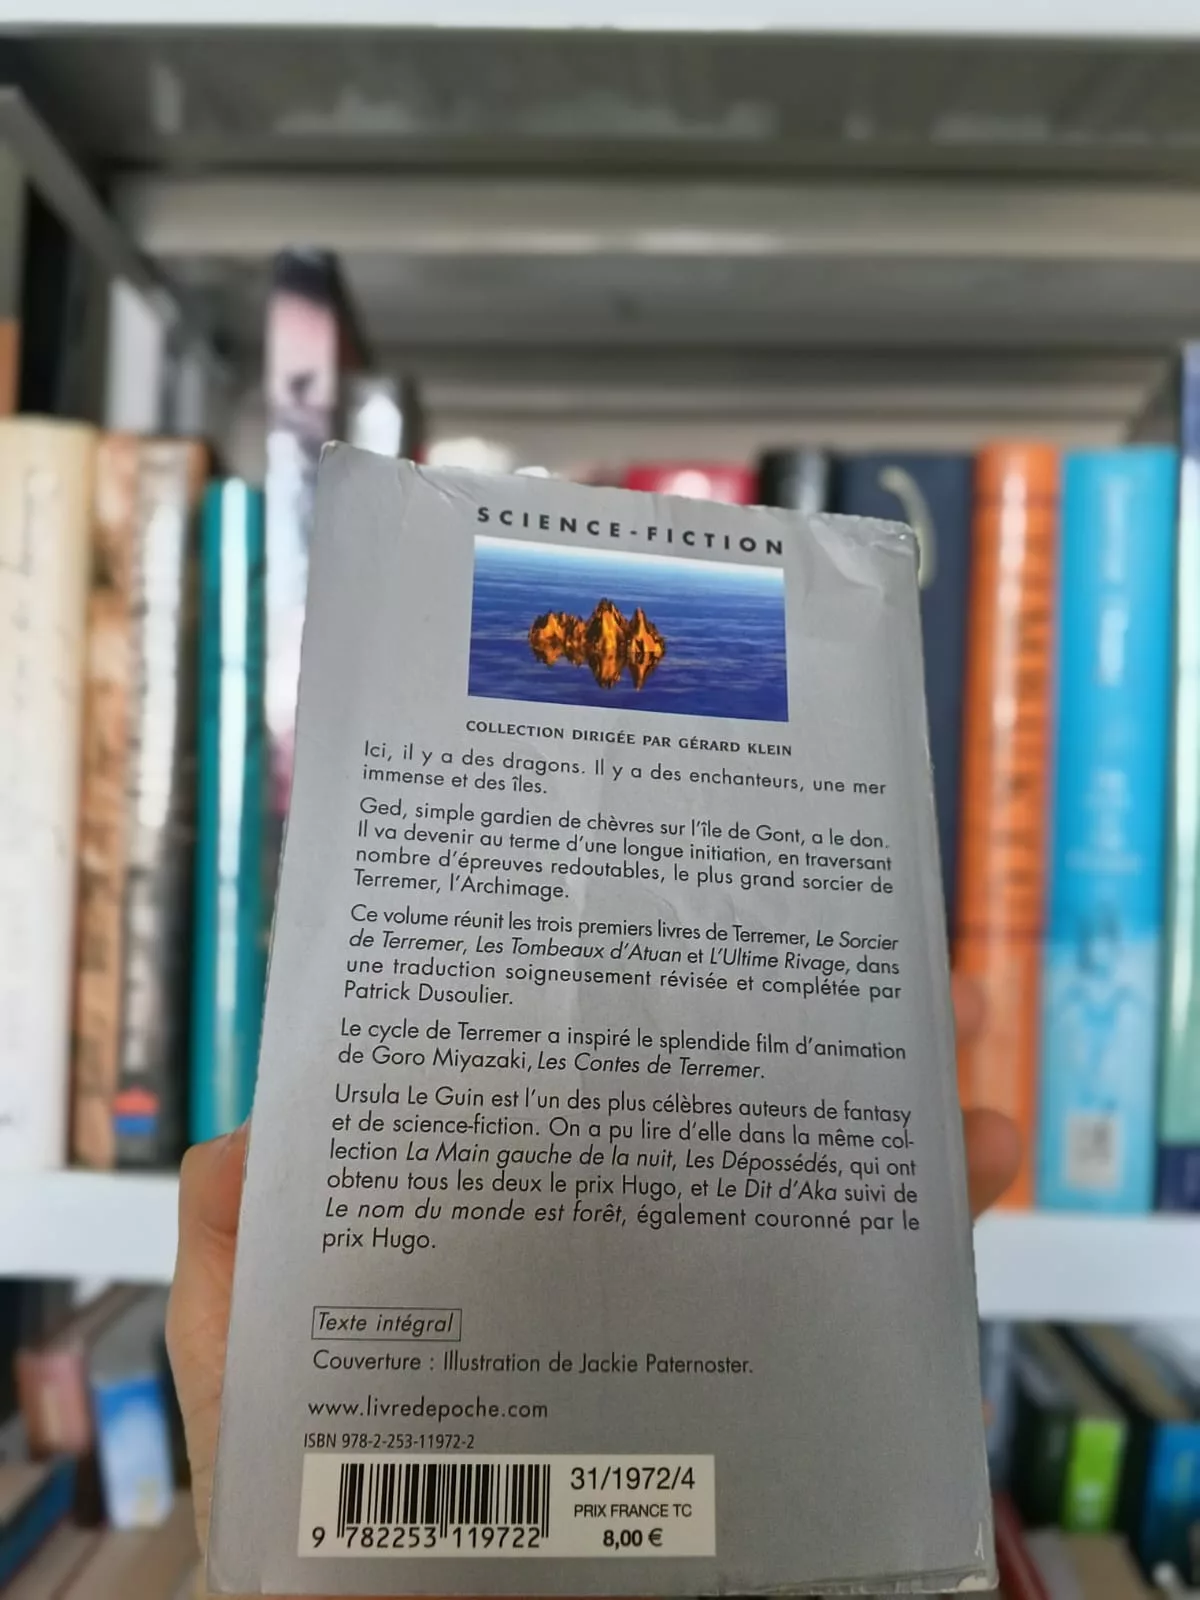 SCIENCE-FICTION
COLLECTION DIRIGÉE PAR GÉRARD KLEIN
Ici, il y a des dragons. Il y a des enchanteurs, une mer
immense et des îles.
Ged, simple gardien de chèvres sur l'île de Gont, a le don.
Il va devenir au terme d'une longue initiation, en traversant
nombre d'épreuves redoutables, le plus grand sorcier de
Terremer, l'Archimage.
Ce volume réunit les trois premiers livres de Terremer, Le Sorcier
de Terremer, Les Tombeaux d'Atuan et L'Ultime Rivage, dans
une traduction soigneusement révisée et complétée par
Patrick Dusoulier.
Le cycle de Terremer a inspiré le splendide film d'animation
de Goro Miyazaki, Les Contes de Terremer.
Ursula Le Guin est l'un des plus célèbres auteurs de fantasy
et de science-fiction. On a pu lire d'elle dans la même col-
lection La Main gauche de la nuit, Les Dépossédés, qui ont
obtenu tous les deux le prix Hugo, et Le Dit d'Aka suivi de
Le nom du monde est forêt, également couronné par le
prix Hugo.
Texte intégral
Couverture : Illustration de Jackie Paternoster.
www.livredepoche.com
ISBN 978-2-253-11972-2
31/1972/4
PRIX FRANCE TC
8,00 €
9 782253 119722